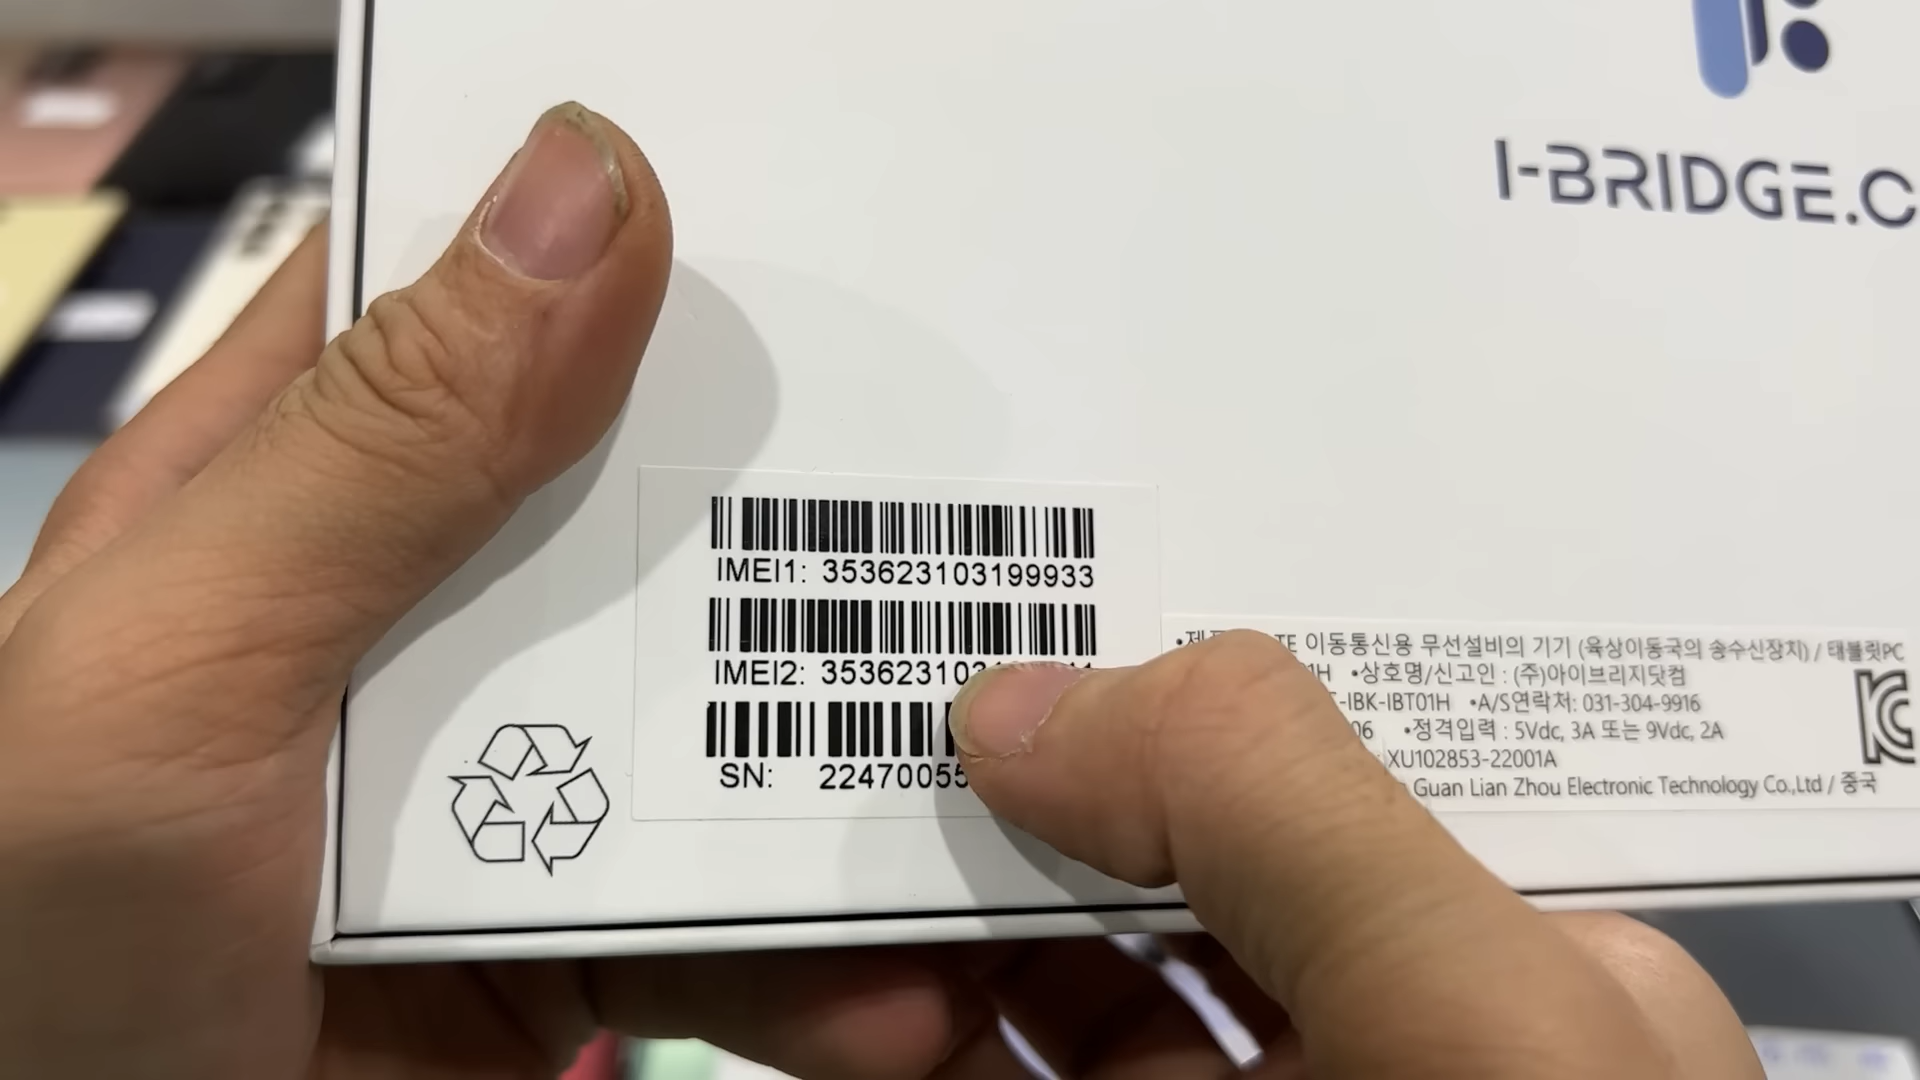 I-BRIDGE.C
IMEI1: 353623103199933
IMEI2: 353623103
SN: 22470055
TE 이동통신용 무선설비의 기기 (육상이동국의 송수신장치) / 태블릿PC
1H •상호명/신고인 : (주)아이브리지닷컴
-IBK-IBT01H •A/S연락처: 031-304-9916
06 •정격입력 : 5Vdc, 3A 또는 9Vdc, 2A
XU102853-22001A
Guan Lian Zhou Electronic Technology Co.,Ltd / 중국